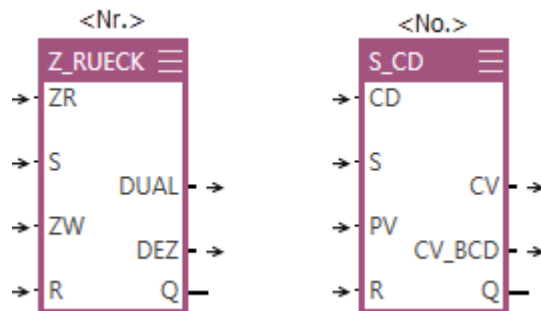 <Nr.>
Z_RUECK
ZR
S
DUAL
ZW
DEZ
R Q
<No.>
S_CD
CD
S
CV
PV
CV_BCD
R Q